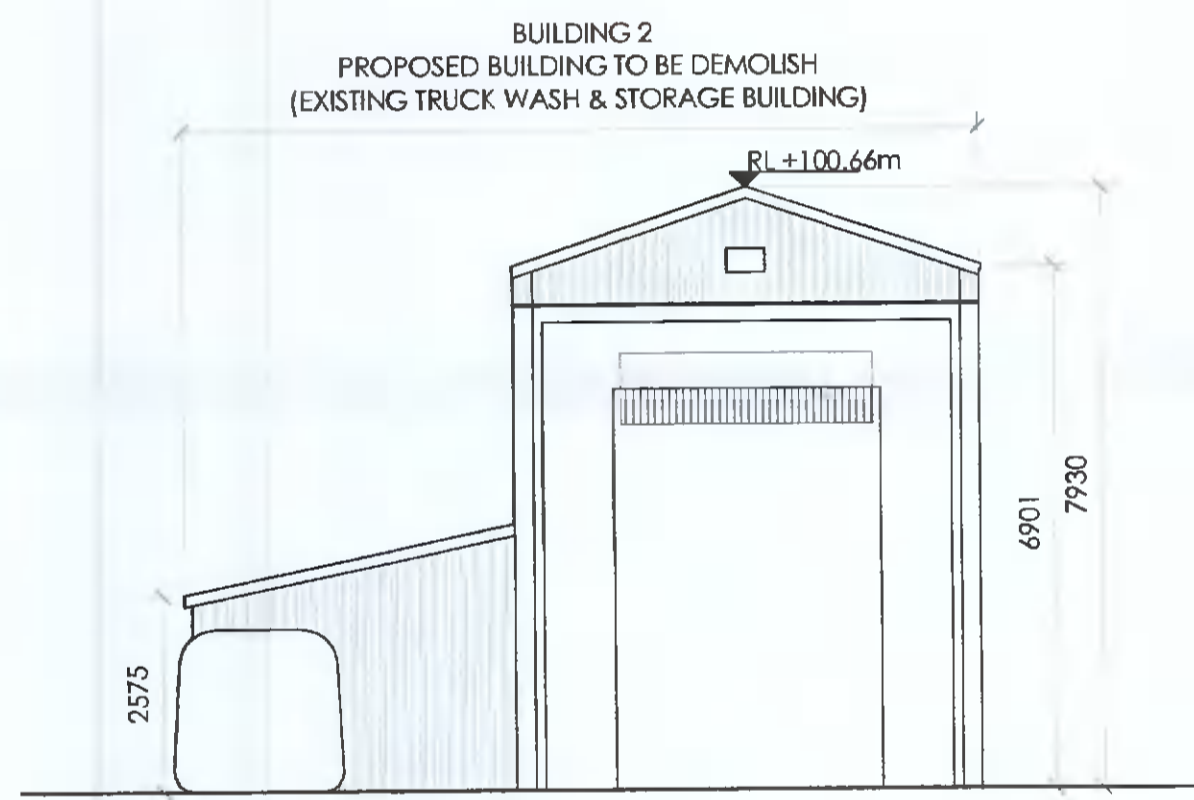 BUILDING 2
PROPOSED BUILDING TO BE DEMOLISH
(EXISTING TRUCK WASH & STORAGE BUILDING)
RL +100.66m
6901
7930
2575